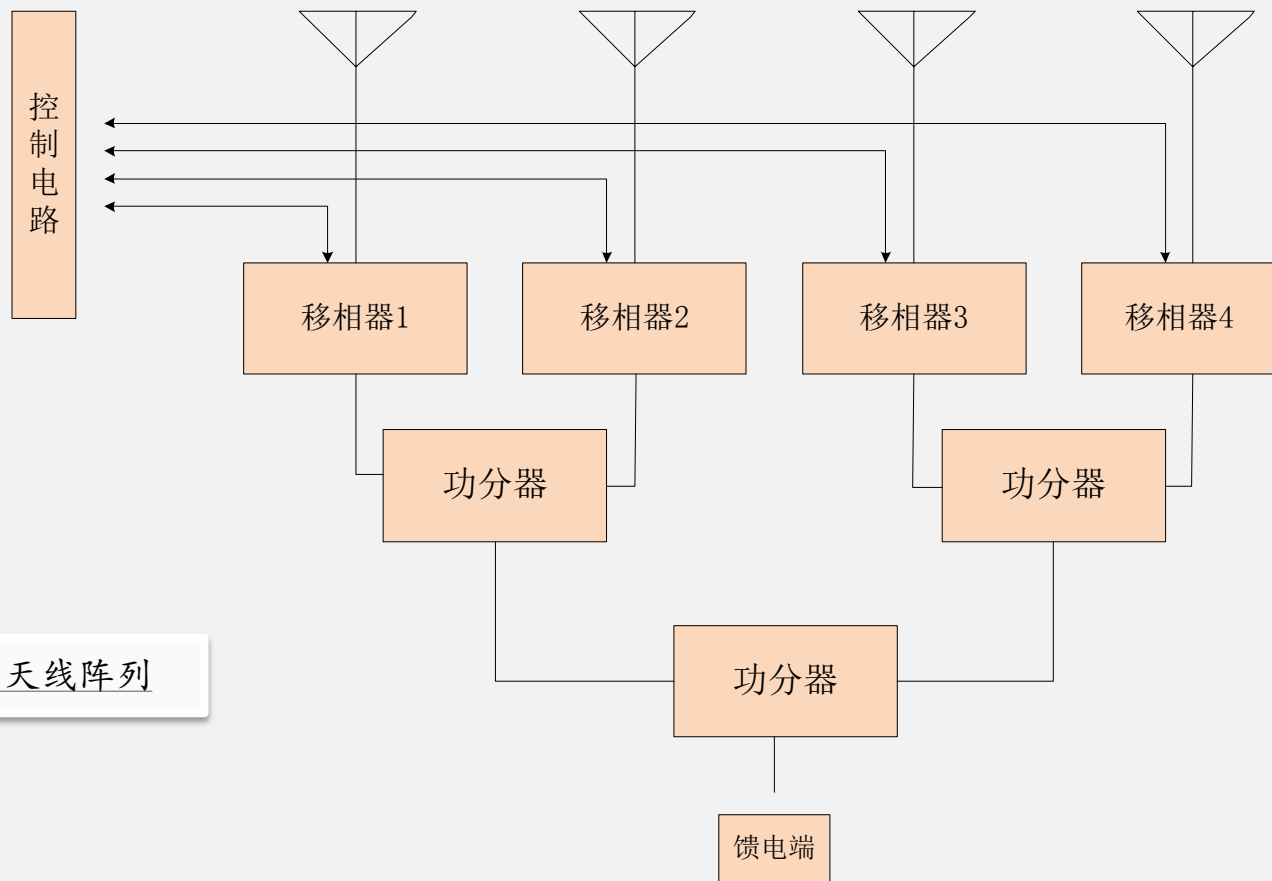 控制电路
移相器1
移相器2
移相器3
移相器4
功分器
功分器
天线阵列
功分器
馈电端